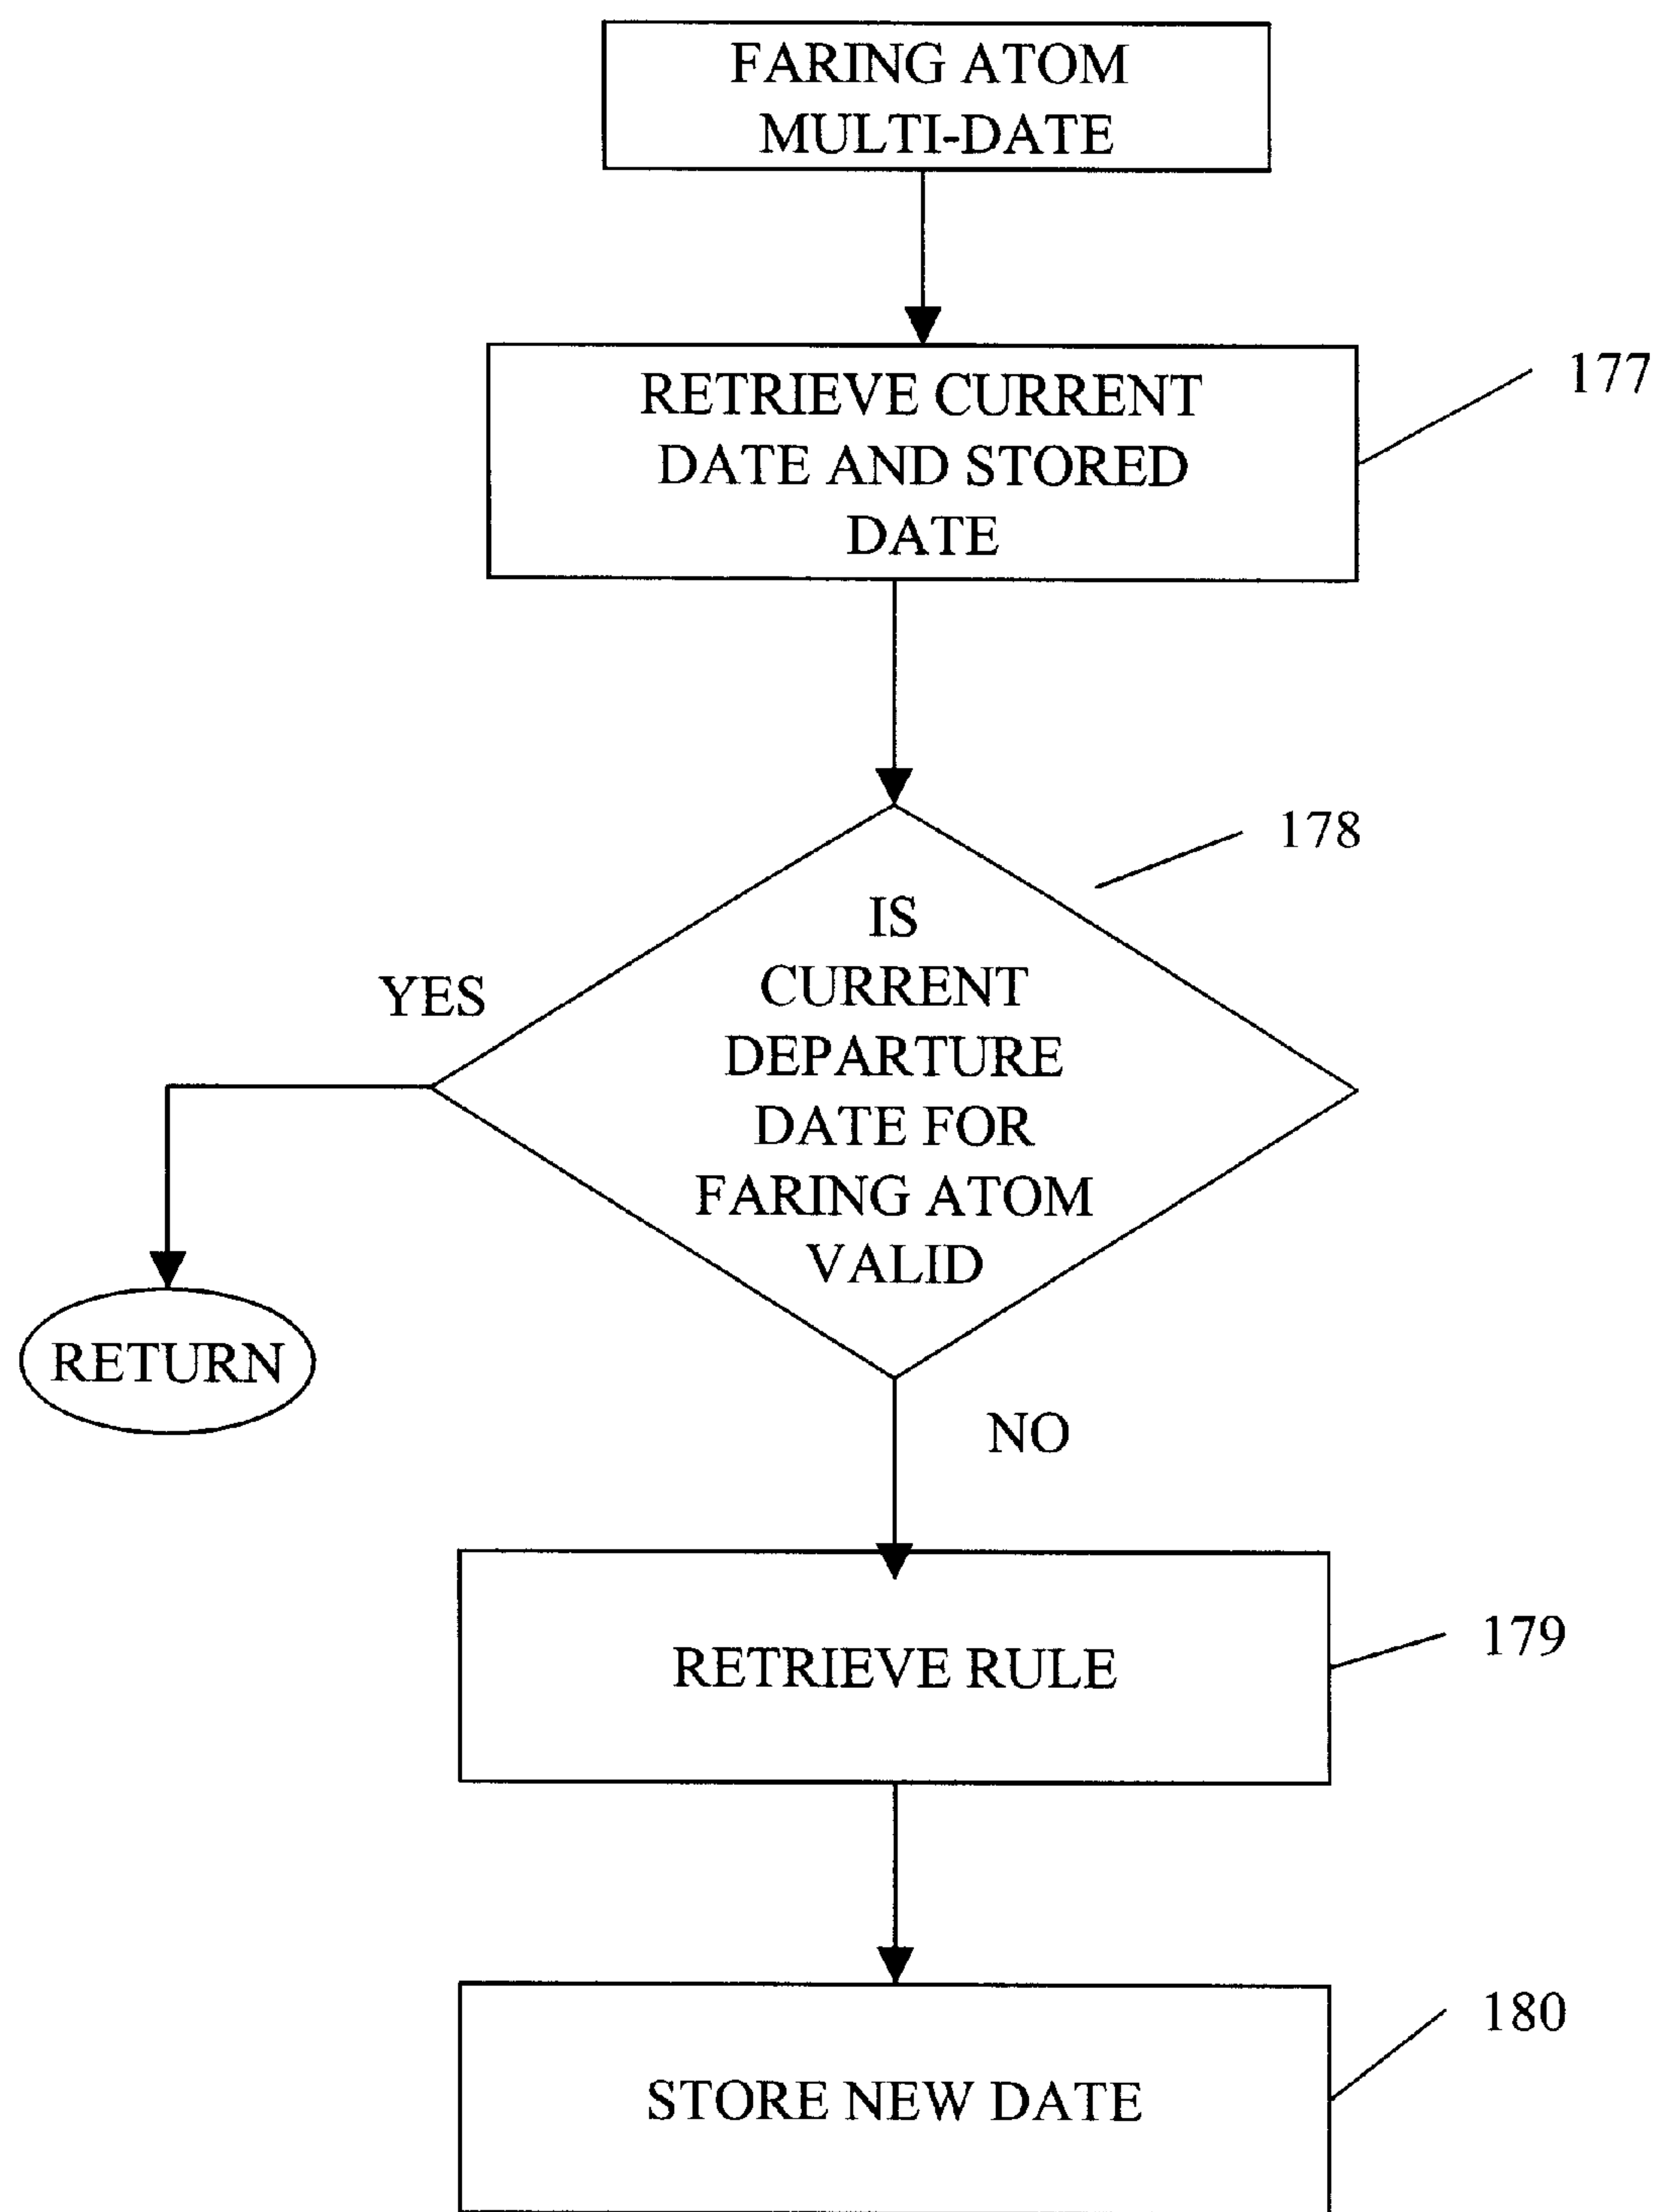 FARING ATOM
MULTI-DATE
RETRIEVE CURRENT
DATE AND STORED
DATE
177
178
IS
CURRENT
DEPARTURE
DATE FOR
FARING ATOM
VALID
YES
RETURN
NO
RETRIEVE RULE
179
STORE NEW DATE
180